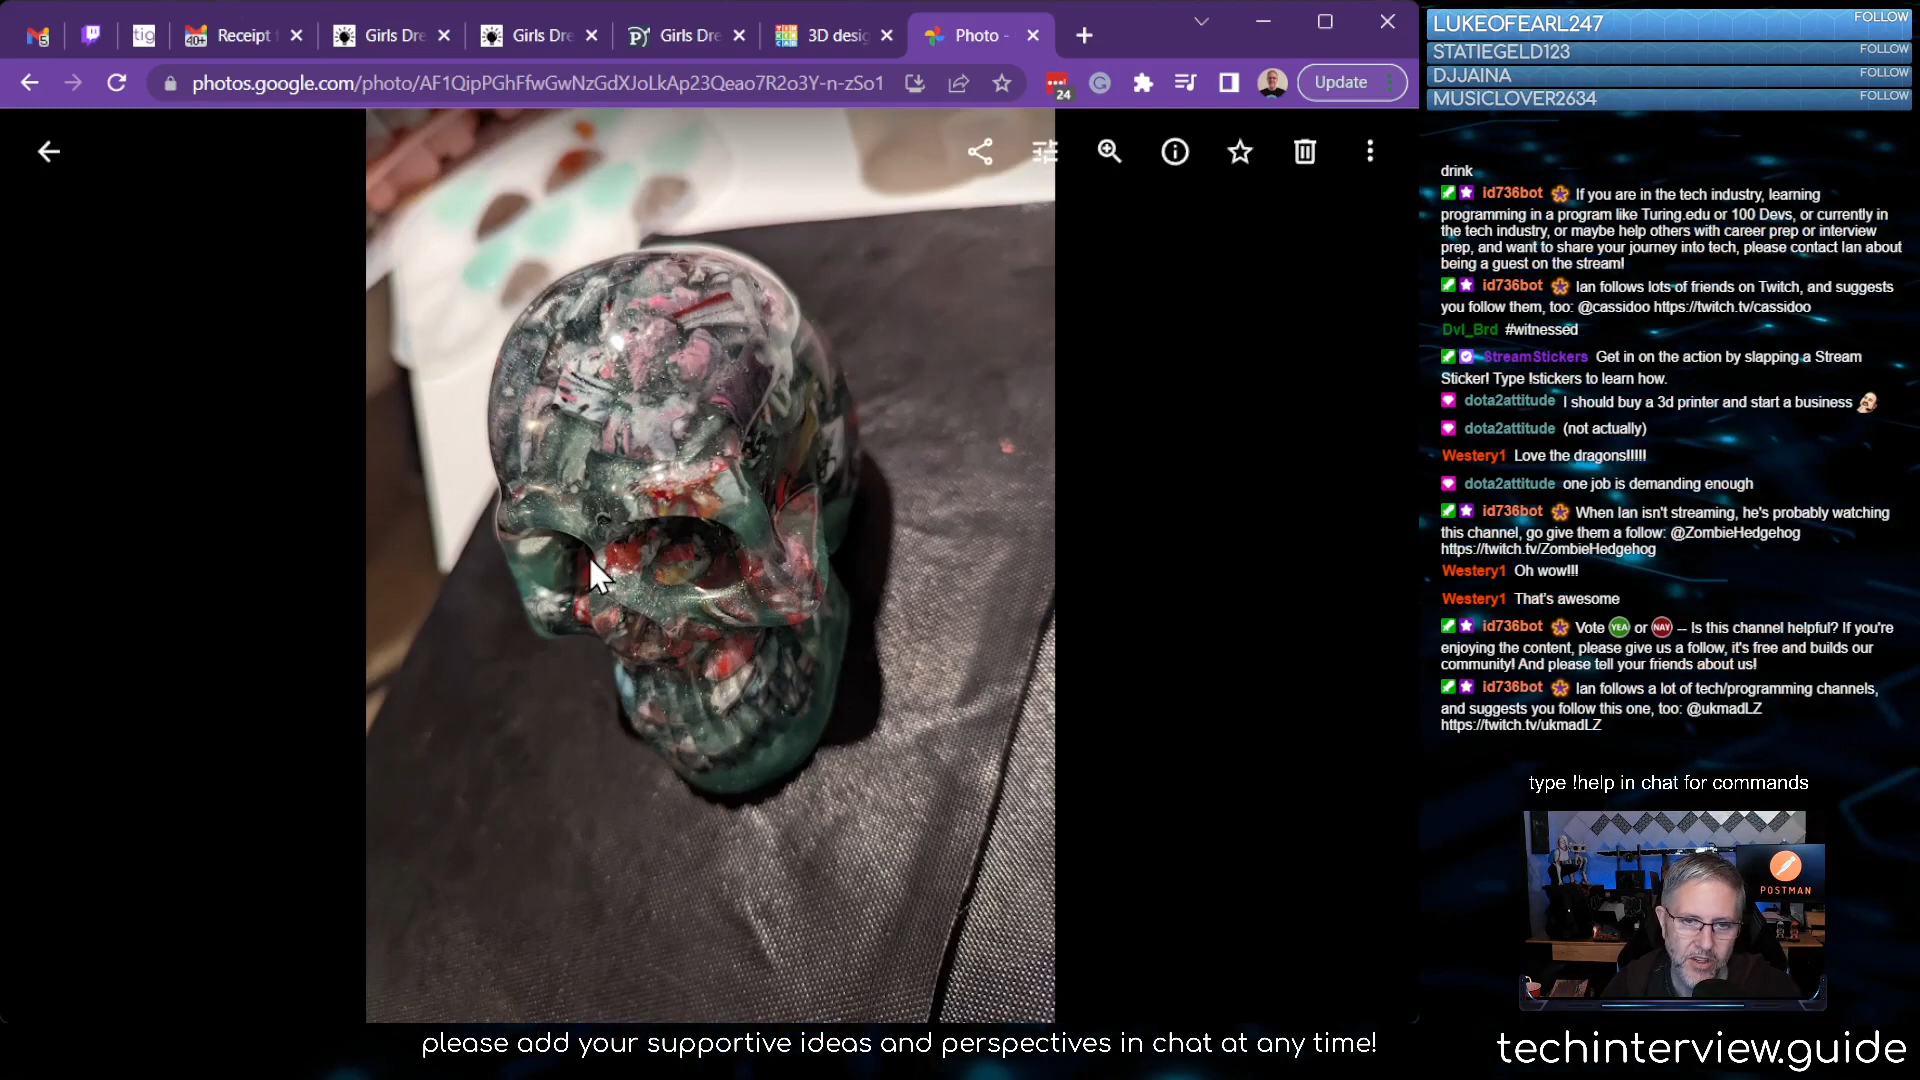 tig
40+
Receipt
Girls Dre
Girls Dre
Girls Dre
3D desig
Photo -
photos.google.com/photo/AF1QipPGhFfwGwNzGdXJoLkAp23Qeao7R2o3Y-n-zSo1
24
Update
LUKEOFEARL247 FOLLOW
STATIEGELD123 FOLLOW
DJJAINA FOLLOW
MUSICLOVER2634 FOLLOW
drink
id736bot If you are in the tech industry, learning
programming in a program like Turing.edu or 100 Devs, or currently in
the tech industry, or maybe help others with career prep or interview
prep, and want to share your journey into tech, please contact Ian about
being a guest on the stream!
id736bot Ian follows lots of friends on Twitch, and suggests
you follow them, too: @cassidoo https://twitch.tv/cassidoo
Dvl_Brd #witnessed
StreamStickers Get in on the action by slapping a Stream
Sticker! Type !stickers to learn how.
dota2attitude I should buy a 3d printer and start a business
dota2attitude (not actually)
Westery1 Love the dragons!!!!!
dota2attitude one job is demanding enough
id736bot When Ian isn't streaming, he's probably watching
this channel, go give them a follow: @ZombieHedgehog
https://twitch.tv/ZombieHedgehog
Westery1 Oh wow!!!
Westery1 That's awesome
id736bot Vote YEA or NAY -- Is this channel helpful? If you're
enjoying the content, please give us a follow, it's free and builds our
community! And please tell your friends about us!
id736bot Ian follows a lot of tech/programming channels,
and suggests you follow this one, too: @ukmadLZ
https://twitch.tv/ukmadLZ
type !help in chat for commands
POSTMAN
please add your supportive ideas and perspectives in chat at any time!
techinterview.guide